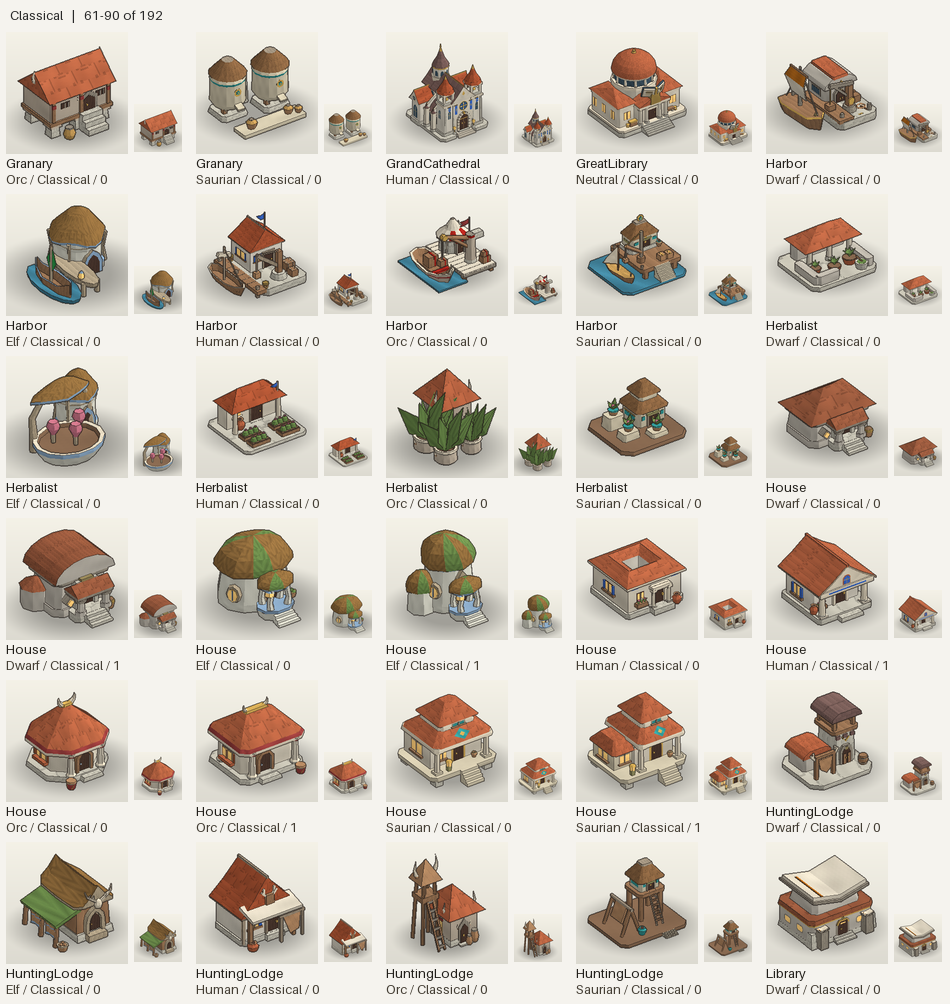 Classical | 61-90 of 192
Granary
Orc / Classical / 0
Granary
Saurian / Classical / 0
GrandCathedral
Human / Classical / 0
GreatLibrary
Neutral / Classical / 0
Harbor
Dwarf / Classical / 0
Harbor
Elf / Classical / 0
Harbor
Human / Classical / 0
Harbor
Orc / Classical / 0
Harbor
Saurian / Classical / 0
Herbalist
Dwarf / Classical / 0
Herbalist
Elf / Classical / 0
Herbalist
Human / Classical / 0
Herbalist
Orc / Classical / 0
Herbalist
Saurian / Classical / 0
House
Dwarf / Classical / 0
House
Dwarf / Classical / 1
House
Elf / Classical / 0
House
Elf / Classical / 1
House
Human / Classical / 0
House
Human / Classical / 1
House
Orc / Classical / 0
House
Orc / Classical / 1
House
Saurian / Classical / 0
House
Saurian / Classical / 1
HuntingLodge
Dwarf / Classical / 0
HuntingLodge
Elf / Classical / 0
HuntingLodge
Human / Classical / 0
HuntingLodge
Orc / Classical / 0
HuntingLodge
Saurian / Classical / 0
Library
Dwarf / Classical / 0